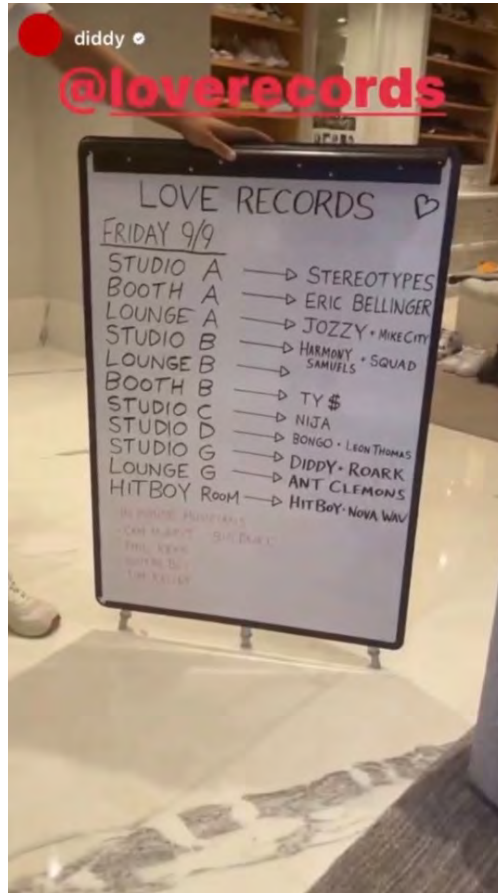 diddy
@loverecords
LOVE RECORDS ♡
FRIDAY 9/9
STUDIO A → STEREOTYPES
BOOTH A → ERIC BELLINGER
LOUNGE A → JOZZY • MIKE CITY
STUDIO B → HARMONY SAMUELS • SQUAD
LOUNGE B →
BOOTH B → TY $
STUDIO C → NIJA
STUDIO D → BONGO • LEON THOMAS
STUDIO G → DIDDY • ROARK
LOUNGE G → ANT CLEMONS
HITBOY ROOM → HITBOY • NOVA WAV